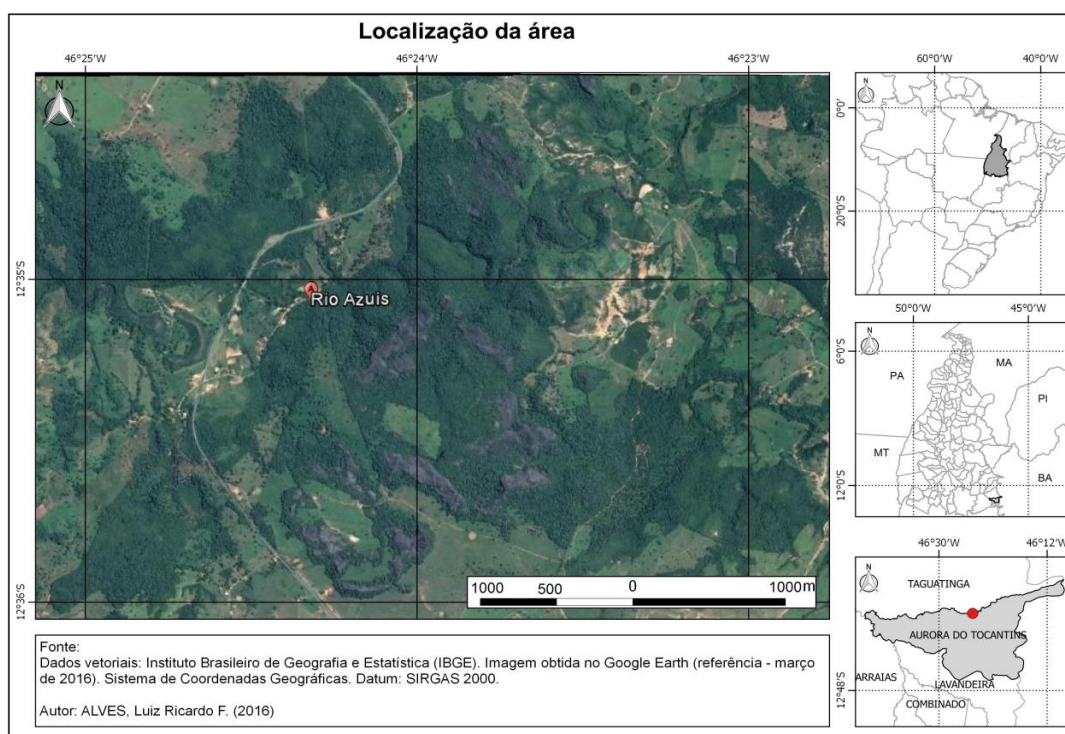 Localização da área
46°25'W
46°24'W
46°23'W
12°35'S
12°36'S
N
Rio Azuis
1000
500
0
1000m
60°0'W
40°0'W
0°0'
20°0'S
N
50°0'W
45°0'W
6°0'S
12°0'S
N
PA
MA
PI
MT
BA
46°30'W
46°12'W
12°48'S
N
TAGUATINGA
AURORA DO TOCANTINS
ARRAIAS
LAVANDEIRA
COMBINADO
Fonte:
Dados vetoriais: Instituto Brasileiro de Geografia e Estatística (IBGE). Imagem obtida no Google Earth (referência - março
de 2016). Sistema de Coordenadas Geográficas. Datum: SIRGAS 2000.
Autor: ALVES, Luiz Ricardo F. (2016)